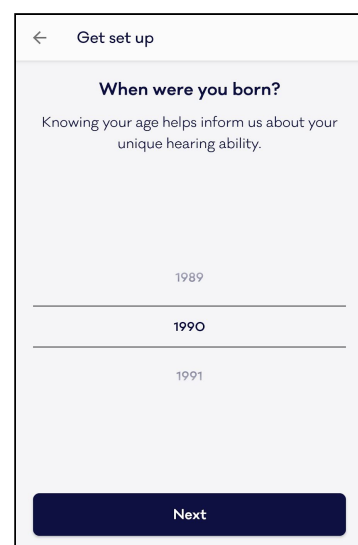 Get set up
When were you born?
Knowing your age helps inform us about your
unique hearing ability.
1989
1990
1991
Next